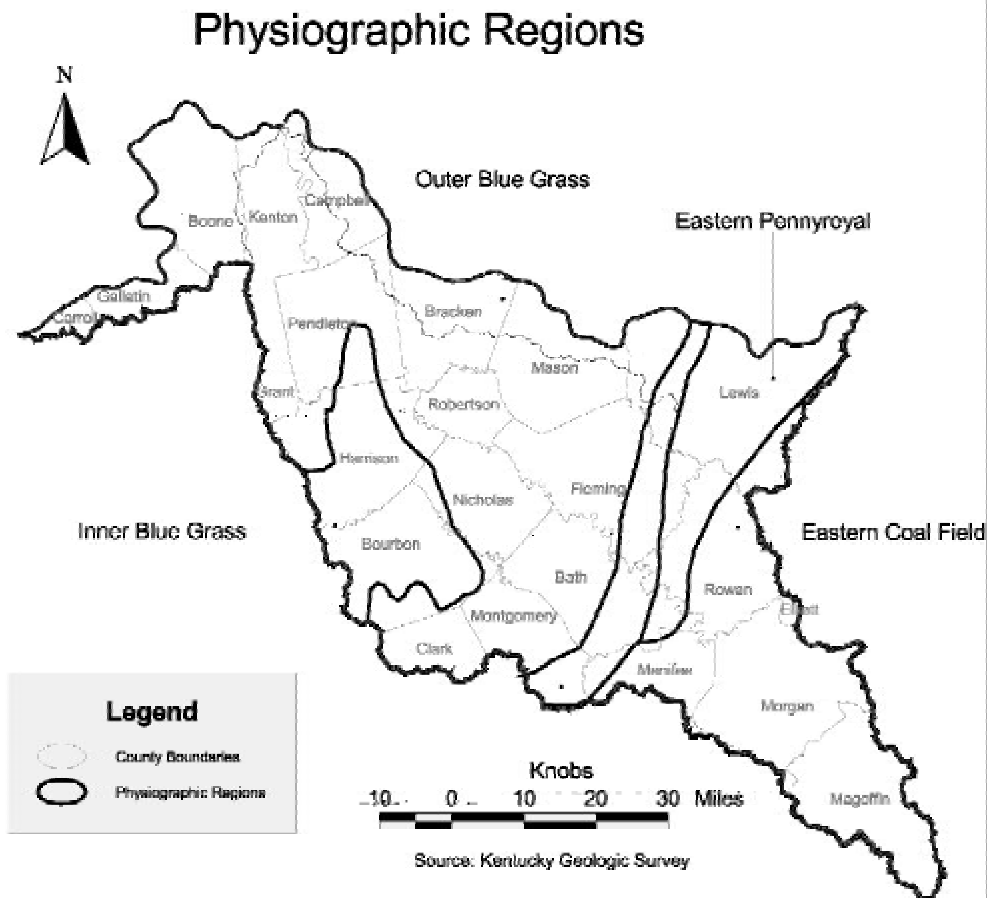 Physiographic Regions
N
Outer Blue Grass
Eastern Pennyroyal
Campbell
Boone
Kenton
Gallatin
Carroll
Pendleton
Bracken
Mason
Grant
Robertson
Lewis
Harrison
Nicholas
Fleming
Inner Blue Grass
Bourbon
Eastern Coal Field
Bath
Rowan
Elliott
Montgomery
Clark
Menifee
Morgan
Legend
County Boundaries
Physiographic Regions
Knobs
10 0 10 20 30 Miles
Magoffin
Source: Kentucky Geologic Survey